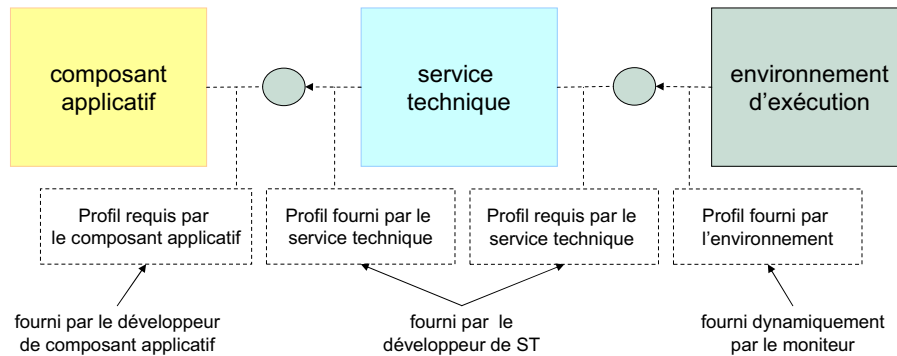 composant
applicatif
service
technique
environnement
d'exécution
Profil requis par
le composant applicatif
Profil fourni par le
service technique
Profil requis par le
service technique
Profil fourni par
l'environnement
fourni par le développeur
de composant applicatif
fourni par le
développeur de ST
fourni dynamiquement
par le moniteur